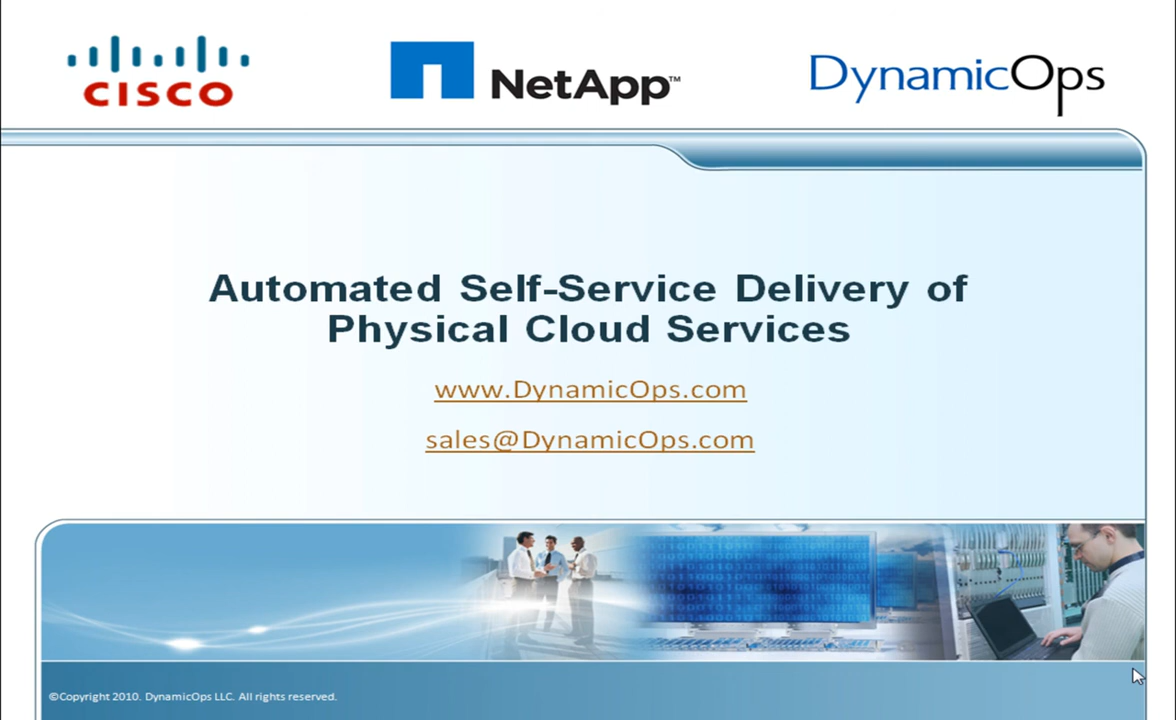 CISCO
NetApp™
DynamicOps
Automated Self-Service Delivery of
Physical Cloud Services
www.DynamicOps.com
sales@DynamicOps.com
©Copyright 2010. DynamicOps LLC. All rights reserved.